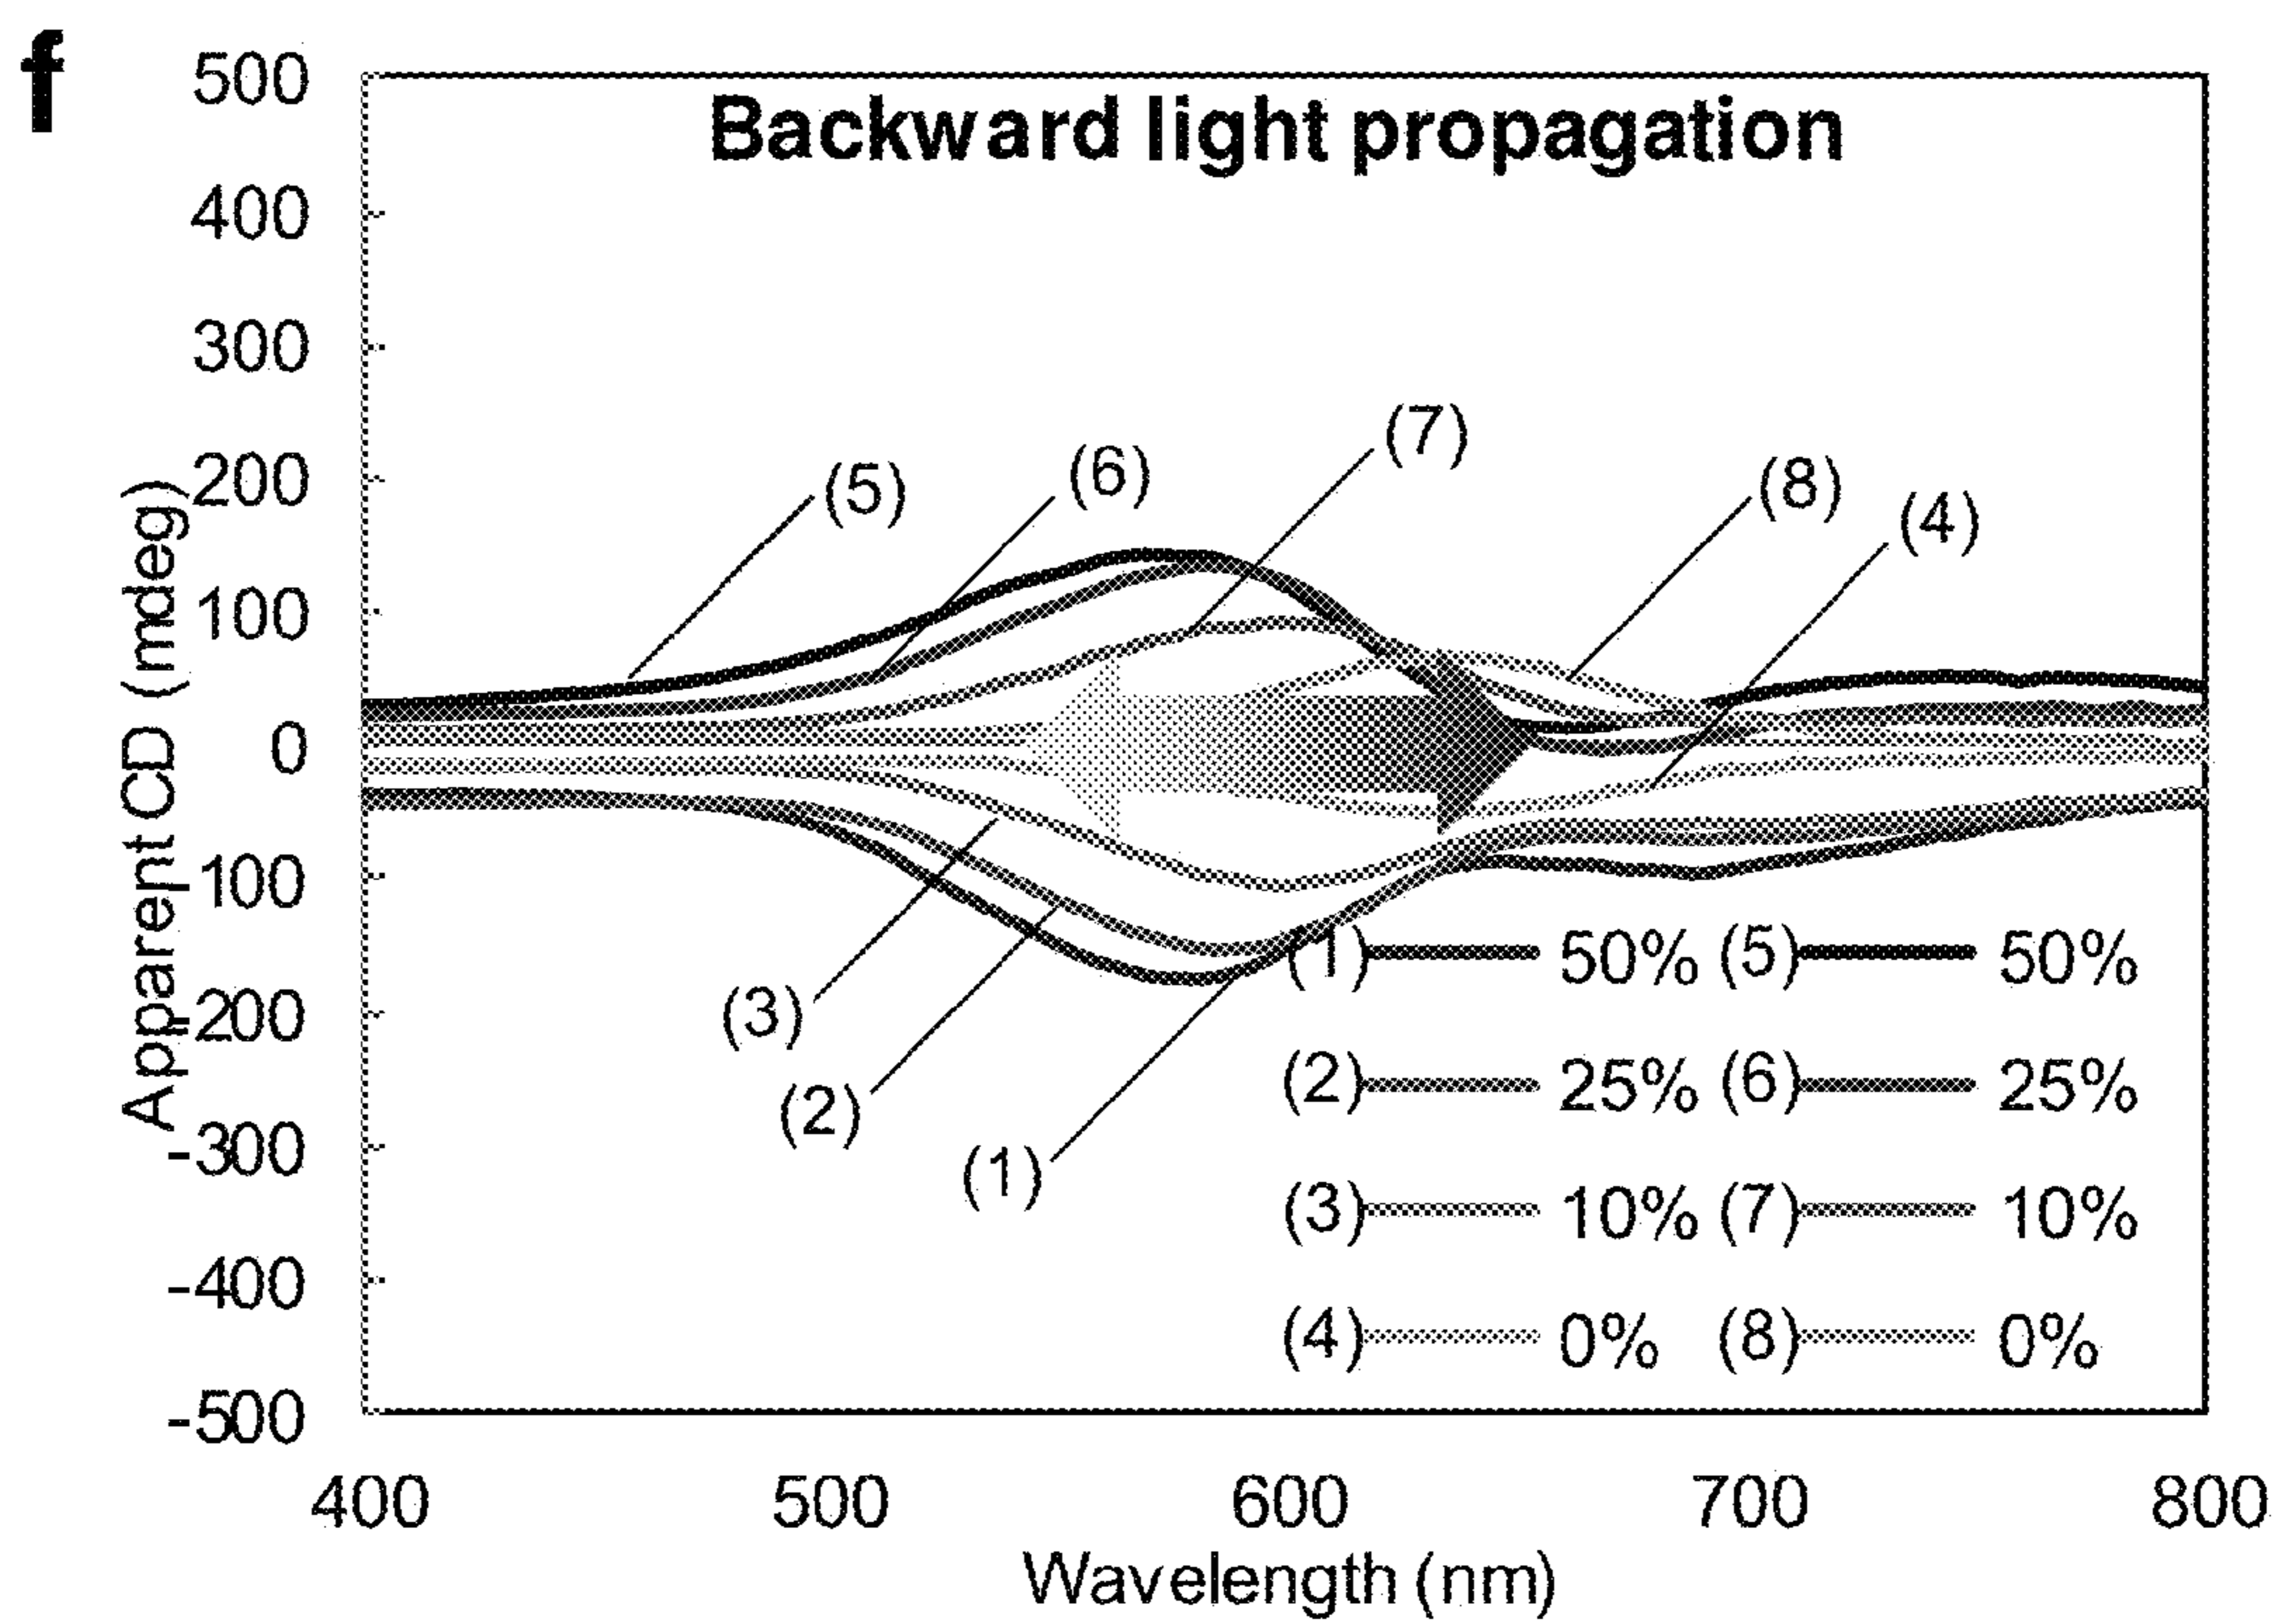 f
Backward light propagation
500
400
300
200
100
0
-100
-200
-300
-400
-500
Apparent CD (mdeg)
(5)
(6)
(7)
(8)
(4)
(3)
(2)
(1)
(1) 50% (5) 50%
(2) 25% (6) 25%
(3) 10% (7) 10%
(4) 0% (8) 0%
400 500 600 700 800
Wavelength (nm)